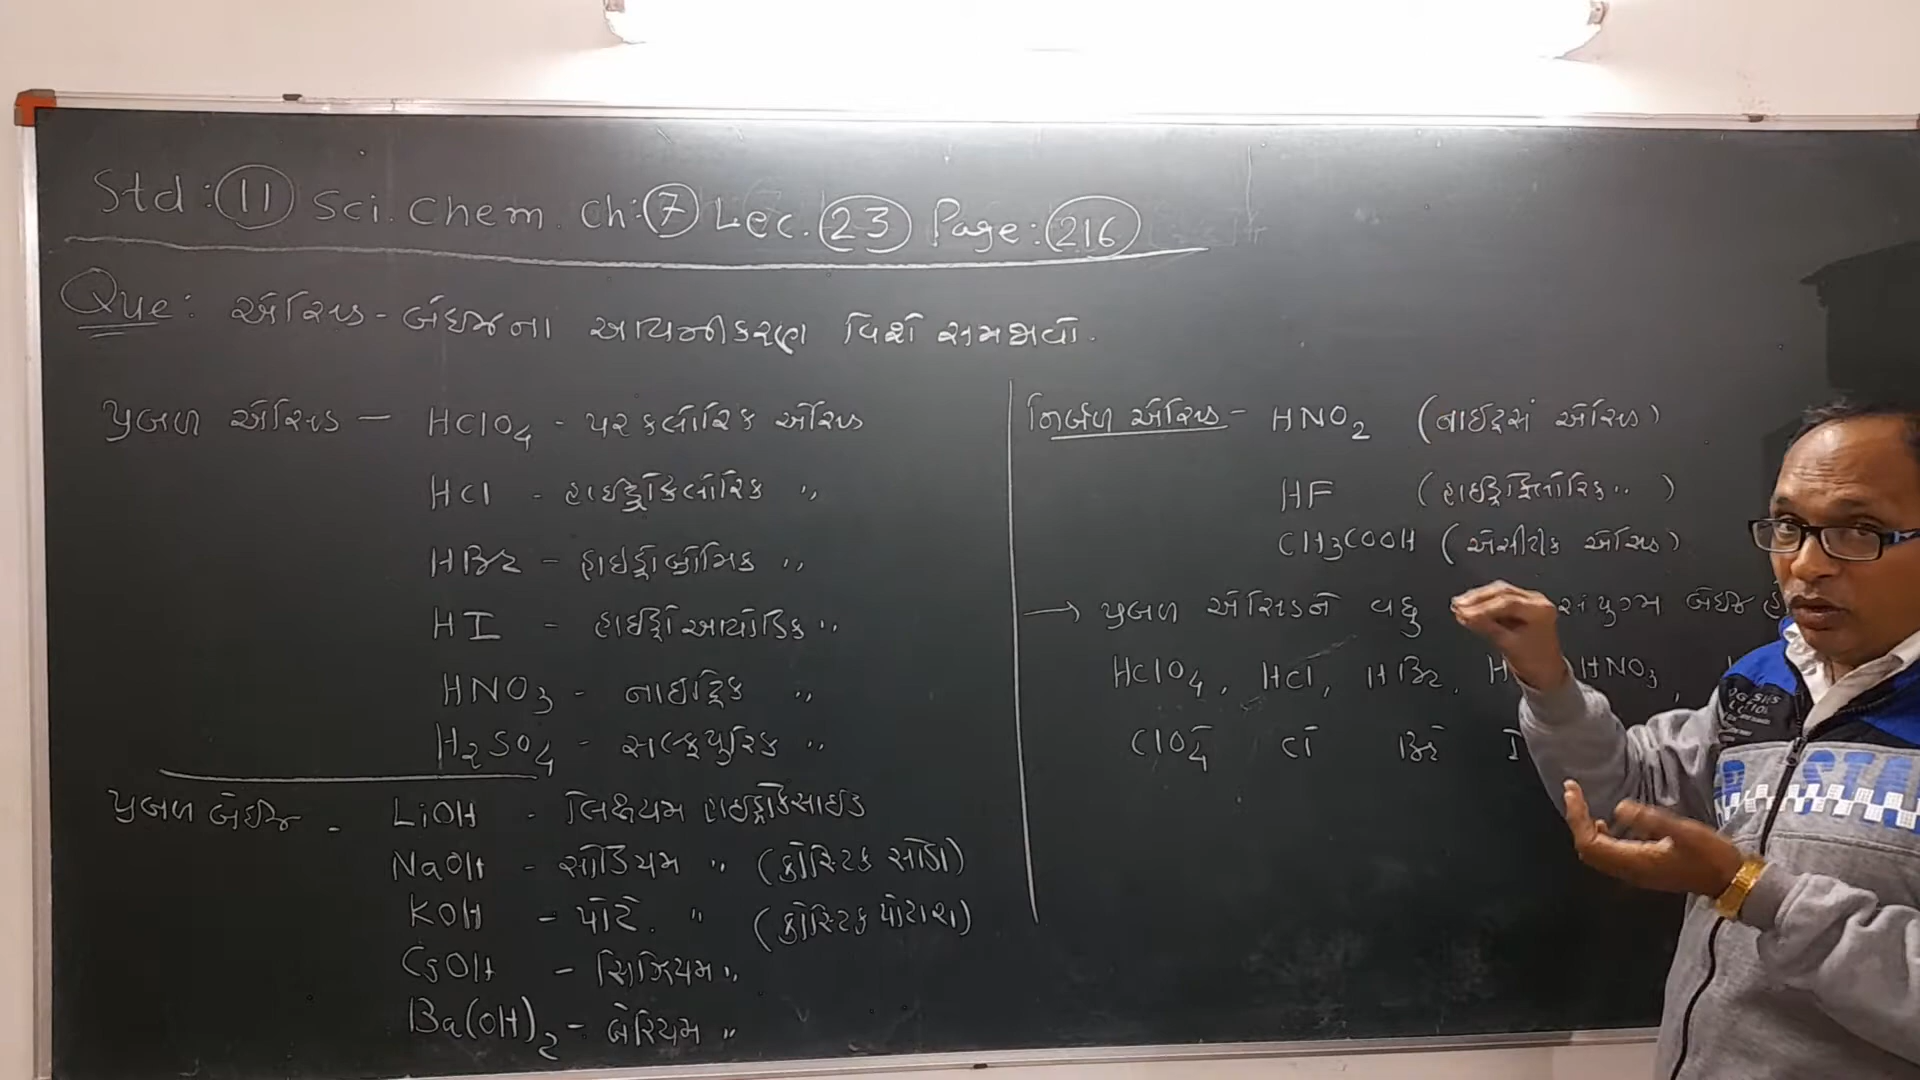 Std: 11 Sci. Chem. Ch: 7 Lec. 23 Page: 216
Que: ઍસિડ - બેઇઝના આયનીકરણ વિશે સમજાવો.
પ્રબળ ઍસિડ — HClO4 - પરક્લોરિક ઍસિડ
HCl - હાઇડ્રોક્લોરિક ,,
HBr - હાઇડ્રોબ્રોમિક ,,
HI - હાઇડ્રોઆયોડિક ,,
HNO3 - નાઇટ્રિક ,,
H2SO4 - સલ્ફ્યુરિક ,,
પ્રબળ બેઇઝ - LiOH - લિથિયમ હાઇડ્રોક્સાઇડ
NaOH - સોડિયમ ,, (કોસ્ટિક સોડા)
KOH - પોટે. ,, (કોસ્ટિક પોટાશ)
CsOH - સિઝિયમ ,,
Ba(OH)2 - બેરિયમ ,,
નિર્બળ ઍસિડ - HNO2 (નાઇટ્રસ ઍસિડ)
HF (હાઇડ્રોફ્લોરિક ,, )
CH3COOH (ઍસીટીક ઍસિડ)
→ પ્રબળ ઍસિડને વધુ સંયુગ્મ બેઇઝ
HClO4, HCl, HBr, HNO3,
ClO4⁻ Cl⁻ Br⁻ I